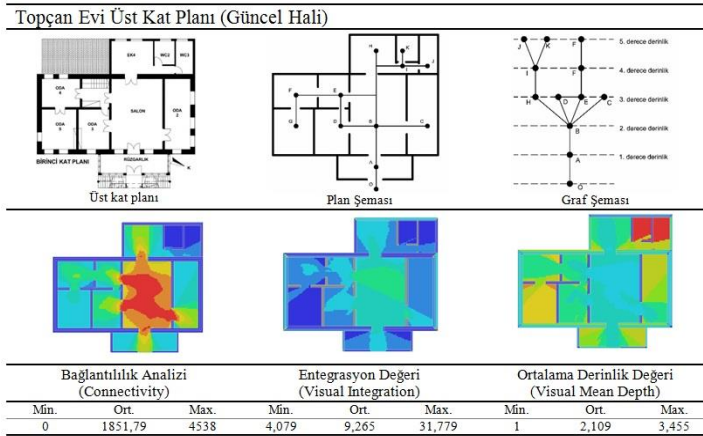 Topçan Evi Üst Kat Planı (Güncel Hali)
EK4 WC2 WC3
ODA 4
SALON
ODA 2
ODA 3
BİRİNCİ KAT PLANI
RÜZGARLIK
K
Üst kat planı
H K
I J
F E
G D B C
A
O
Plan Şeması
J K F 5. derece derinlik
I F 4. derece derinlik
H D E C 3. derece derinlik
B 2. derece derinlik
A 1. derece derinlik
O
Graf Şeması
Bağlantılılık Analizi
(Connectivity)
Entegrasyon Değeri
(Visual Integration)
Ortalama Derinlik Değeri
(Visual Mean Depth)
Min. Ort. Max. Min. Ort. Max. Min. Ort. Max.
0 1851,79 4538 4,079 9,265 31,779 1 2,109 3,455